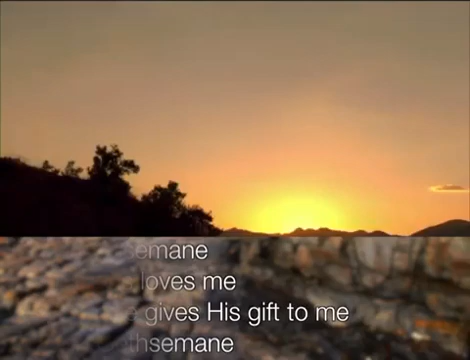 semane
loves me
gives His gift to me
thsemane